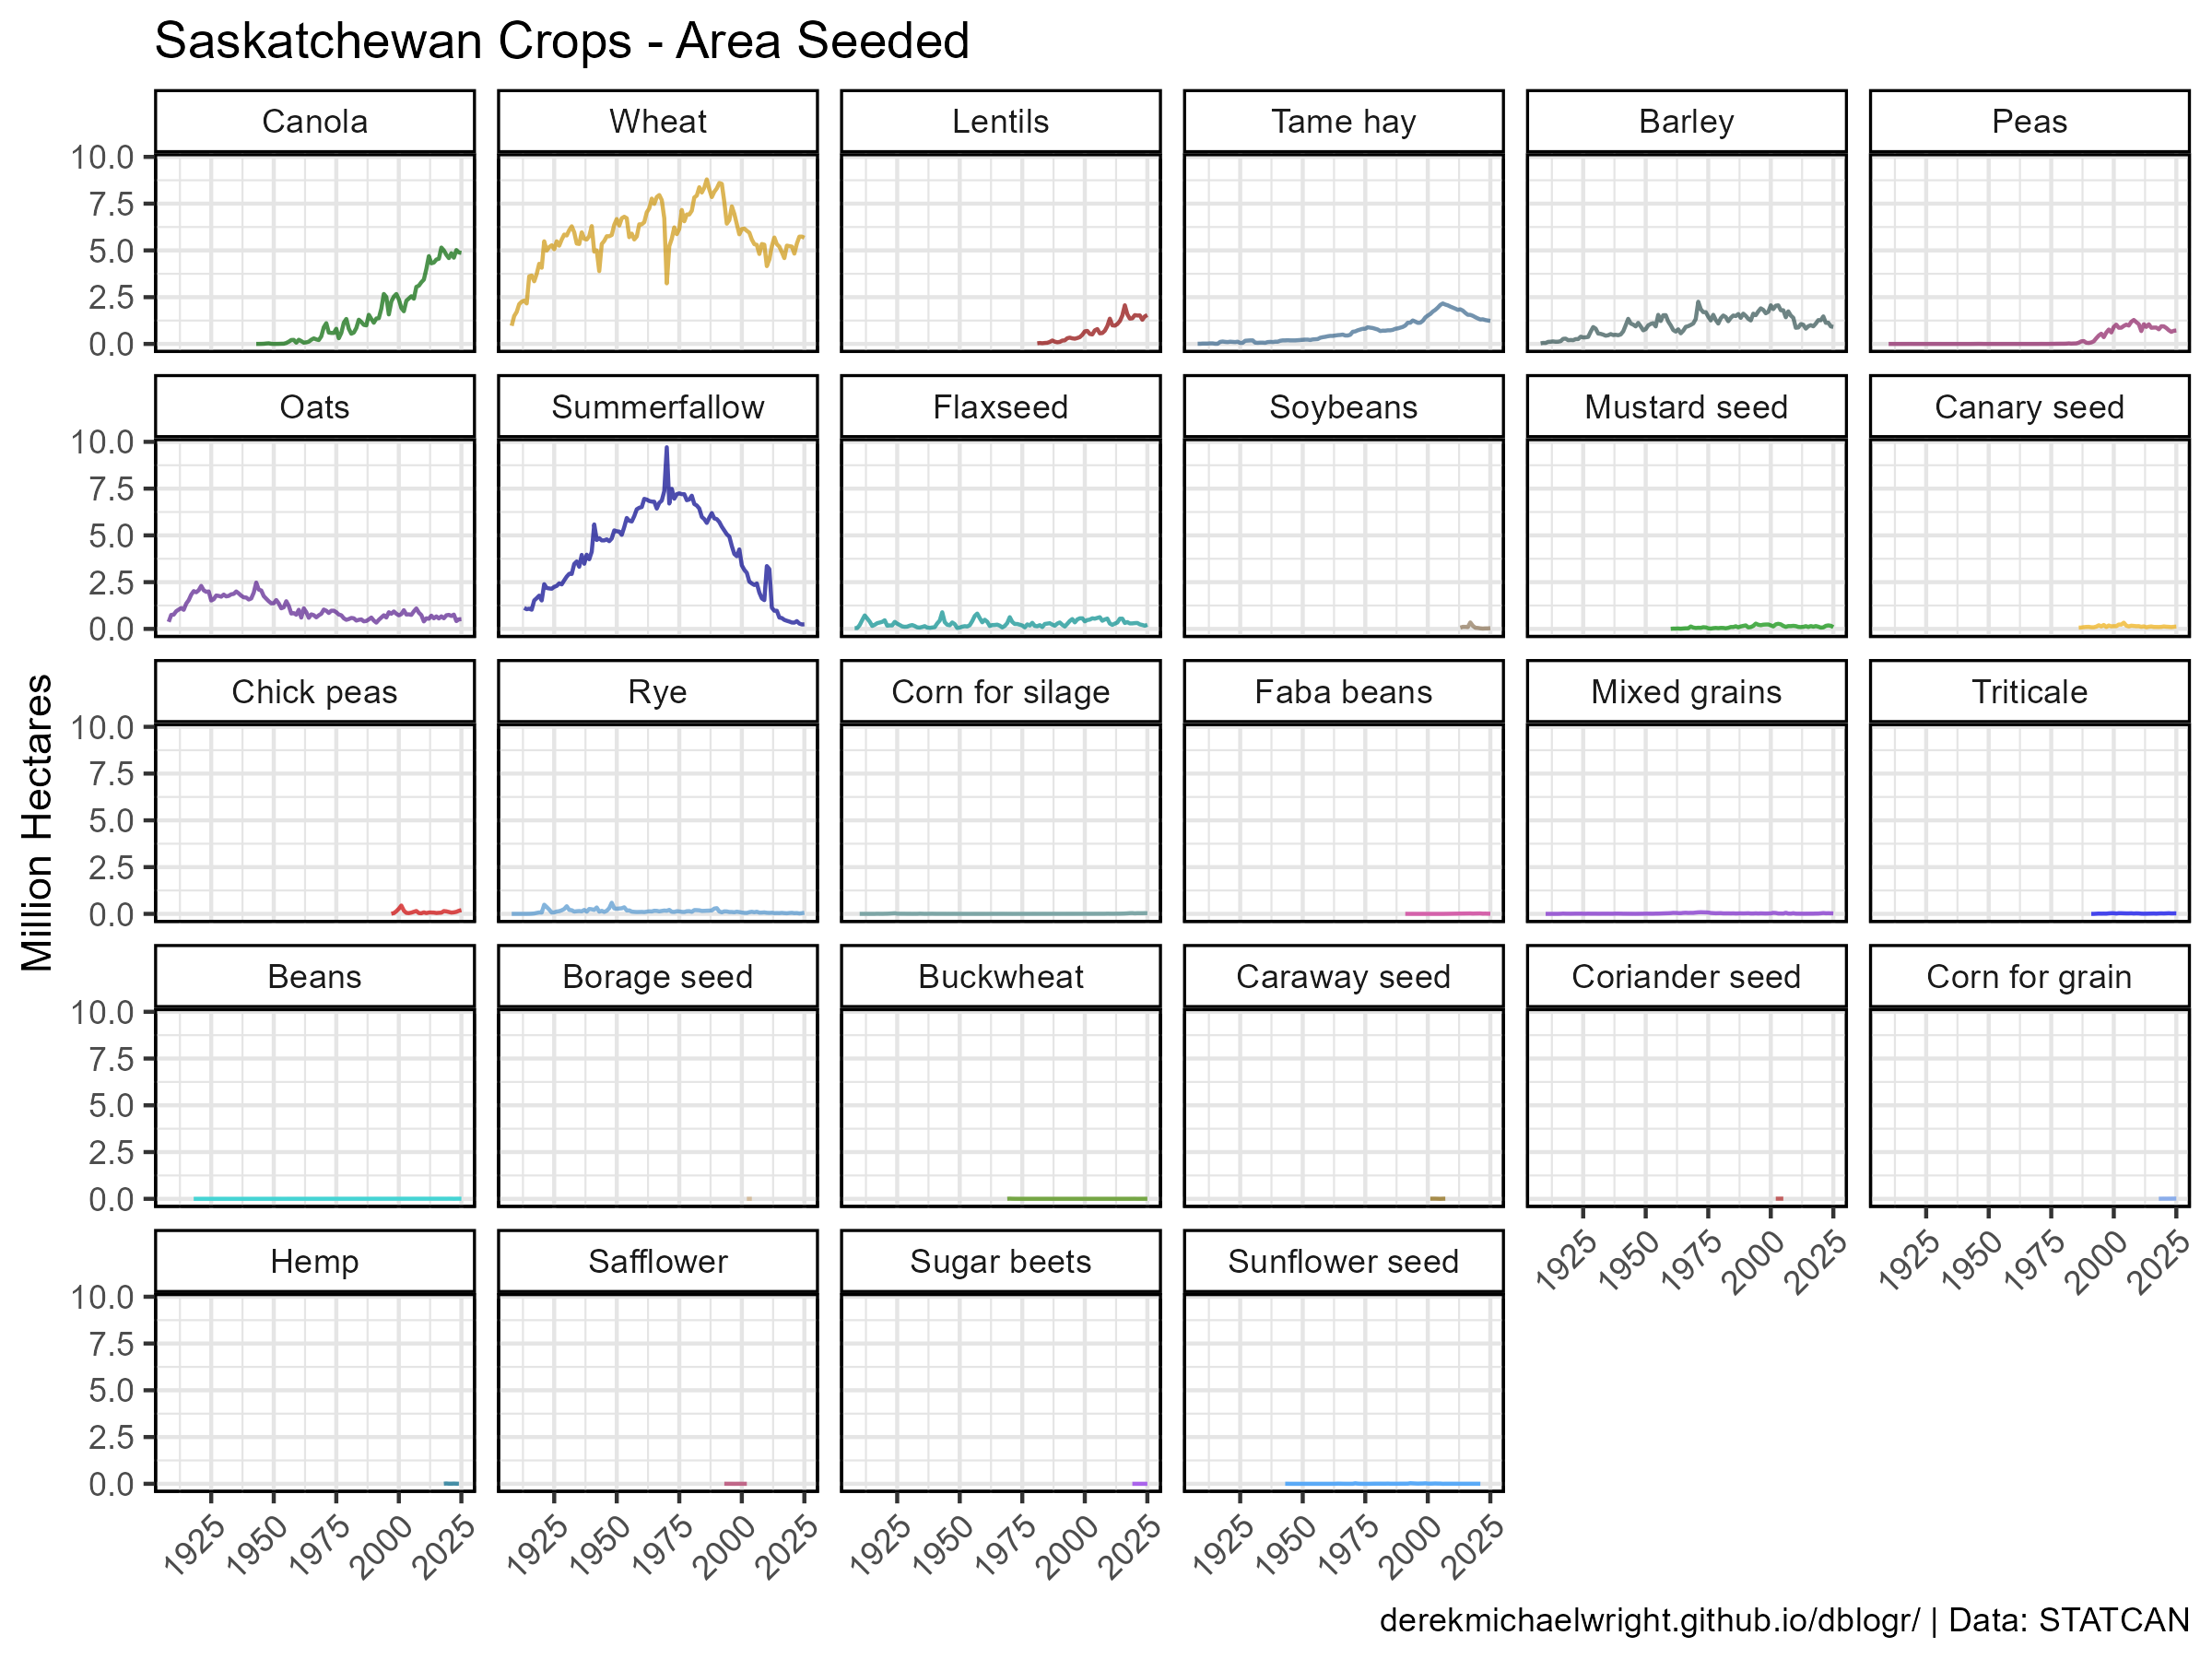 Saskatchewan Crops - Area Seeded
Canola
Wheat
Lentils
Tame hay
Barley
Peas
10.0
7.5
5.0
2.5
0.0
Oats
Summerfallow
Flaxseed
Soybeans
Mustard seed
Canary seed
10.0
7.5
5.0
2.5
0.0
Million Hectares
Chick peas
Rye
Corn for silage
Faba beans
Mixed grains
Triticale
10.0
7.5
5.0
2.5
0.0
Beans
Borage seed
Buckwheat
Caraway seed
Coriander seed
Corn for grain
10.0
7.5
5.0
2.5
0.0
1925 1950 1975 2000 2025
1925 1950 1975 2000 2025
Hemp
Safflower
Sugar beets
Sunflower seed
10.0
7.5
5.0
2.5
0.0
1925 1950 1975 2000 2025
1925 1950 1975 2000 2025
1925 1950 1975 2000 2025
1925 1950 1975 2000 2025
derekmichaelwright.github.io/dblogr/ | Data: STATCAN